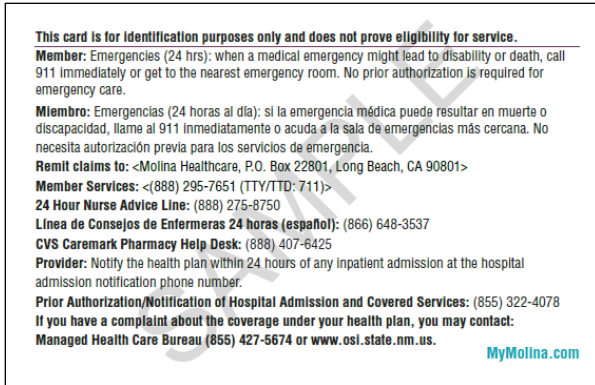 This card is for identification purposes only and does not prove eligibility for service.
Member: Emergencies (24 hrs): when a medical emergency might lead to disability or death, call
911 immediately or get to the nearest emergency room. No prior authorization is required for
emergency care.
Miembro: Emergencias (24 horas al día): si la emergencia médica puede resultar en muerte o
discapacidad, llame al 911 inmediatamente o acuda a la sala de emergencias más cercana. No
necesita autorización previa para los servicios de emergencia.
Remit claims to: <Molina Healthcare, P.O. Box 22801, Long Beach, CA 90801>
Member Services: <(888) 295-7651 (TTY/TTD: 711)>
24 Hour Nurse Advice Line: (888) 275-8750
Línea de Consejos de Enfermeras 24 horas (español): (866) 648-3537
CVS Caremark Pharmacy Help Desk: (888) 407-6425
Provider: Notify the health plan within 24 hours of any inpatient admission at the hospital
admission notification phone number.
Prior Authorization/Notification of Hospital Admission and Covered Services: (855) 322-4078
If you have a complaint about the coverage under your health plan, you may contact:
Managed Health Care Bureau (855) 427-5674 or www.osi.state.nm.us.
MyMolina.com
SAMPLE